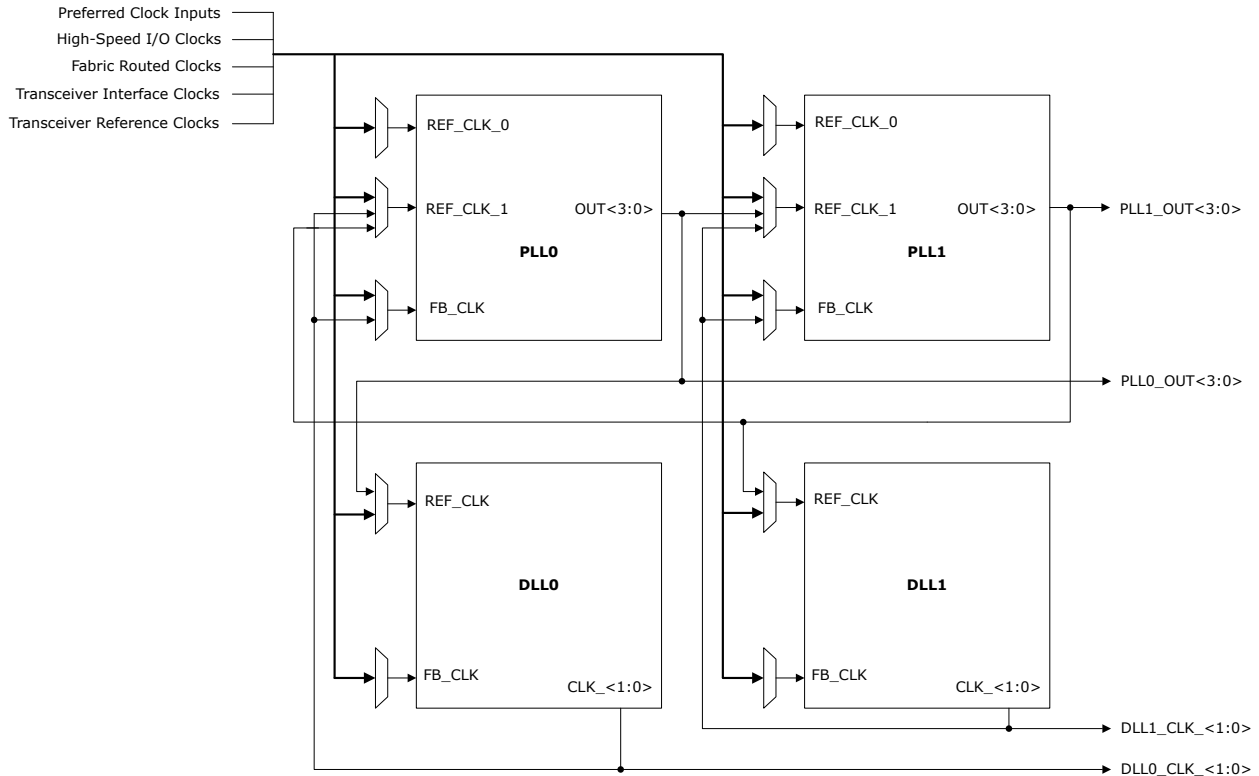 Preferred Clock Inputs
High-Speed I/O Clocks
Fabric Routed Clocks
Transceiver Interface Clocks
Transceiver Reference Clocks
REF_CLK_0
REF_CLK_1
OUT<3:0>
PLL0
FB_CLK
REF_CLK_0
REF_CLK_1
OUT<3:0>
PLL1
FB_CLK
PLL1_OUT<3:0>
PLL0_OUT<3:0>
REF_CLK
DLL0
FB_CLK
CLK_<1:0>
REF_CLK
DLL1
FB_CLK
CLK_<1:0>
DLL1_CLK_<1:0>
DLL0_CLK_<1:0>